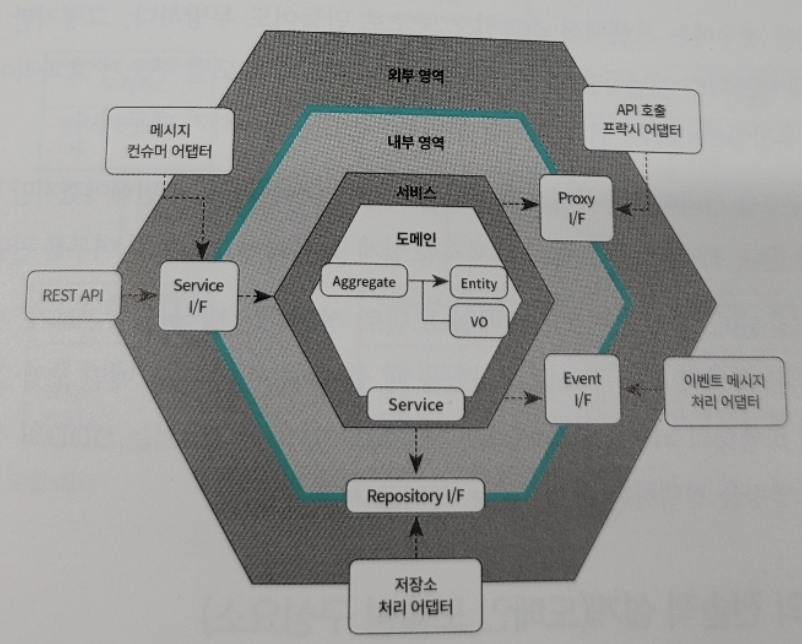 외부 영역
메시지
컨슈머 어댑터
API 호출
프락시 어댑터
내부 영역
서비스
Proxy
I/F
도메인
REST API
Service
I/F
Aggregate
Entity
VO
Event
I/F
이벤트 메시지
처리 어댑터
Service
Repository I/F
저장소
처리 어댑터